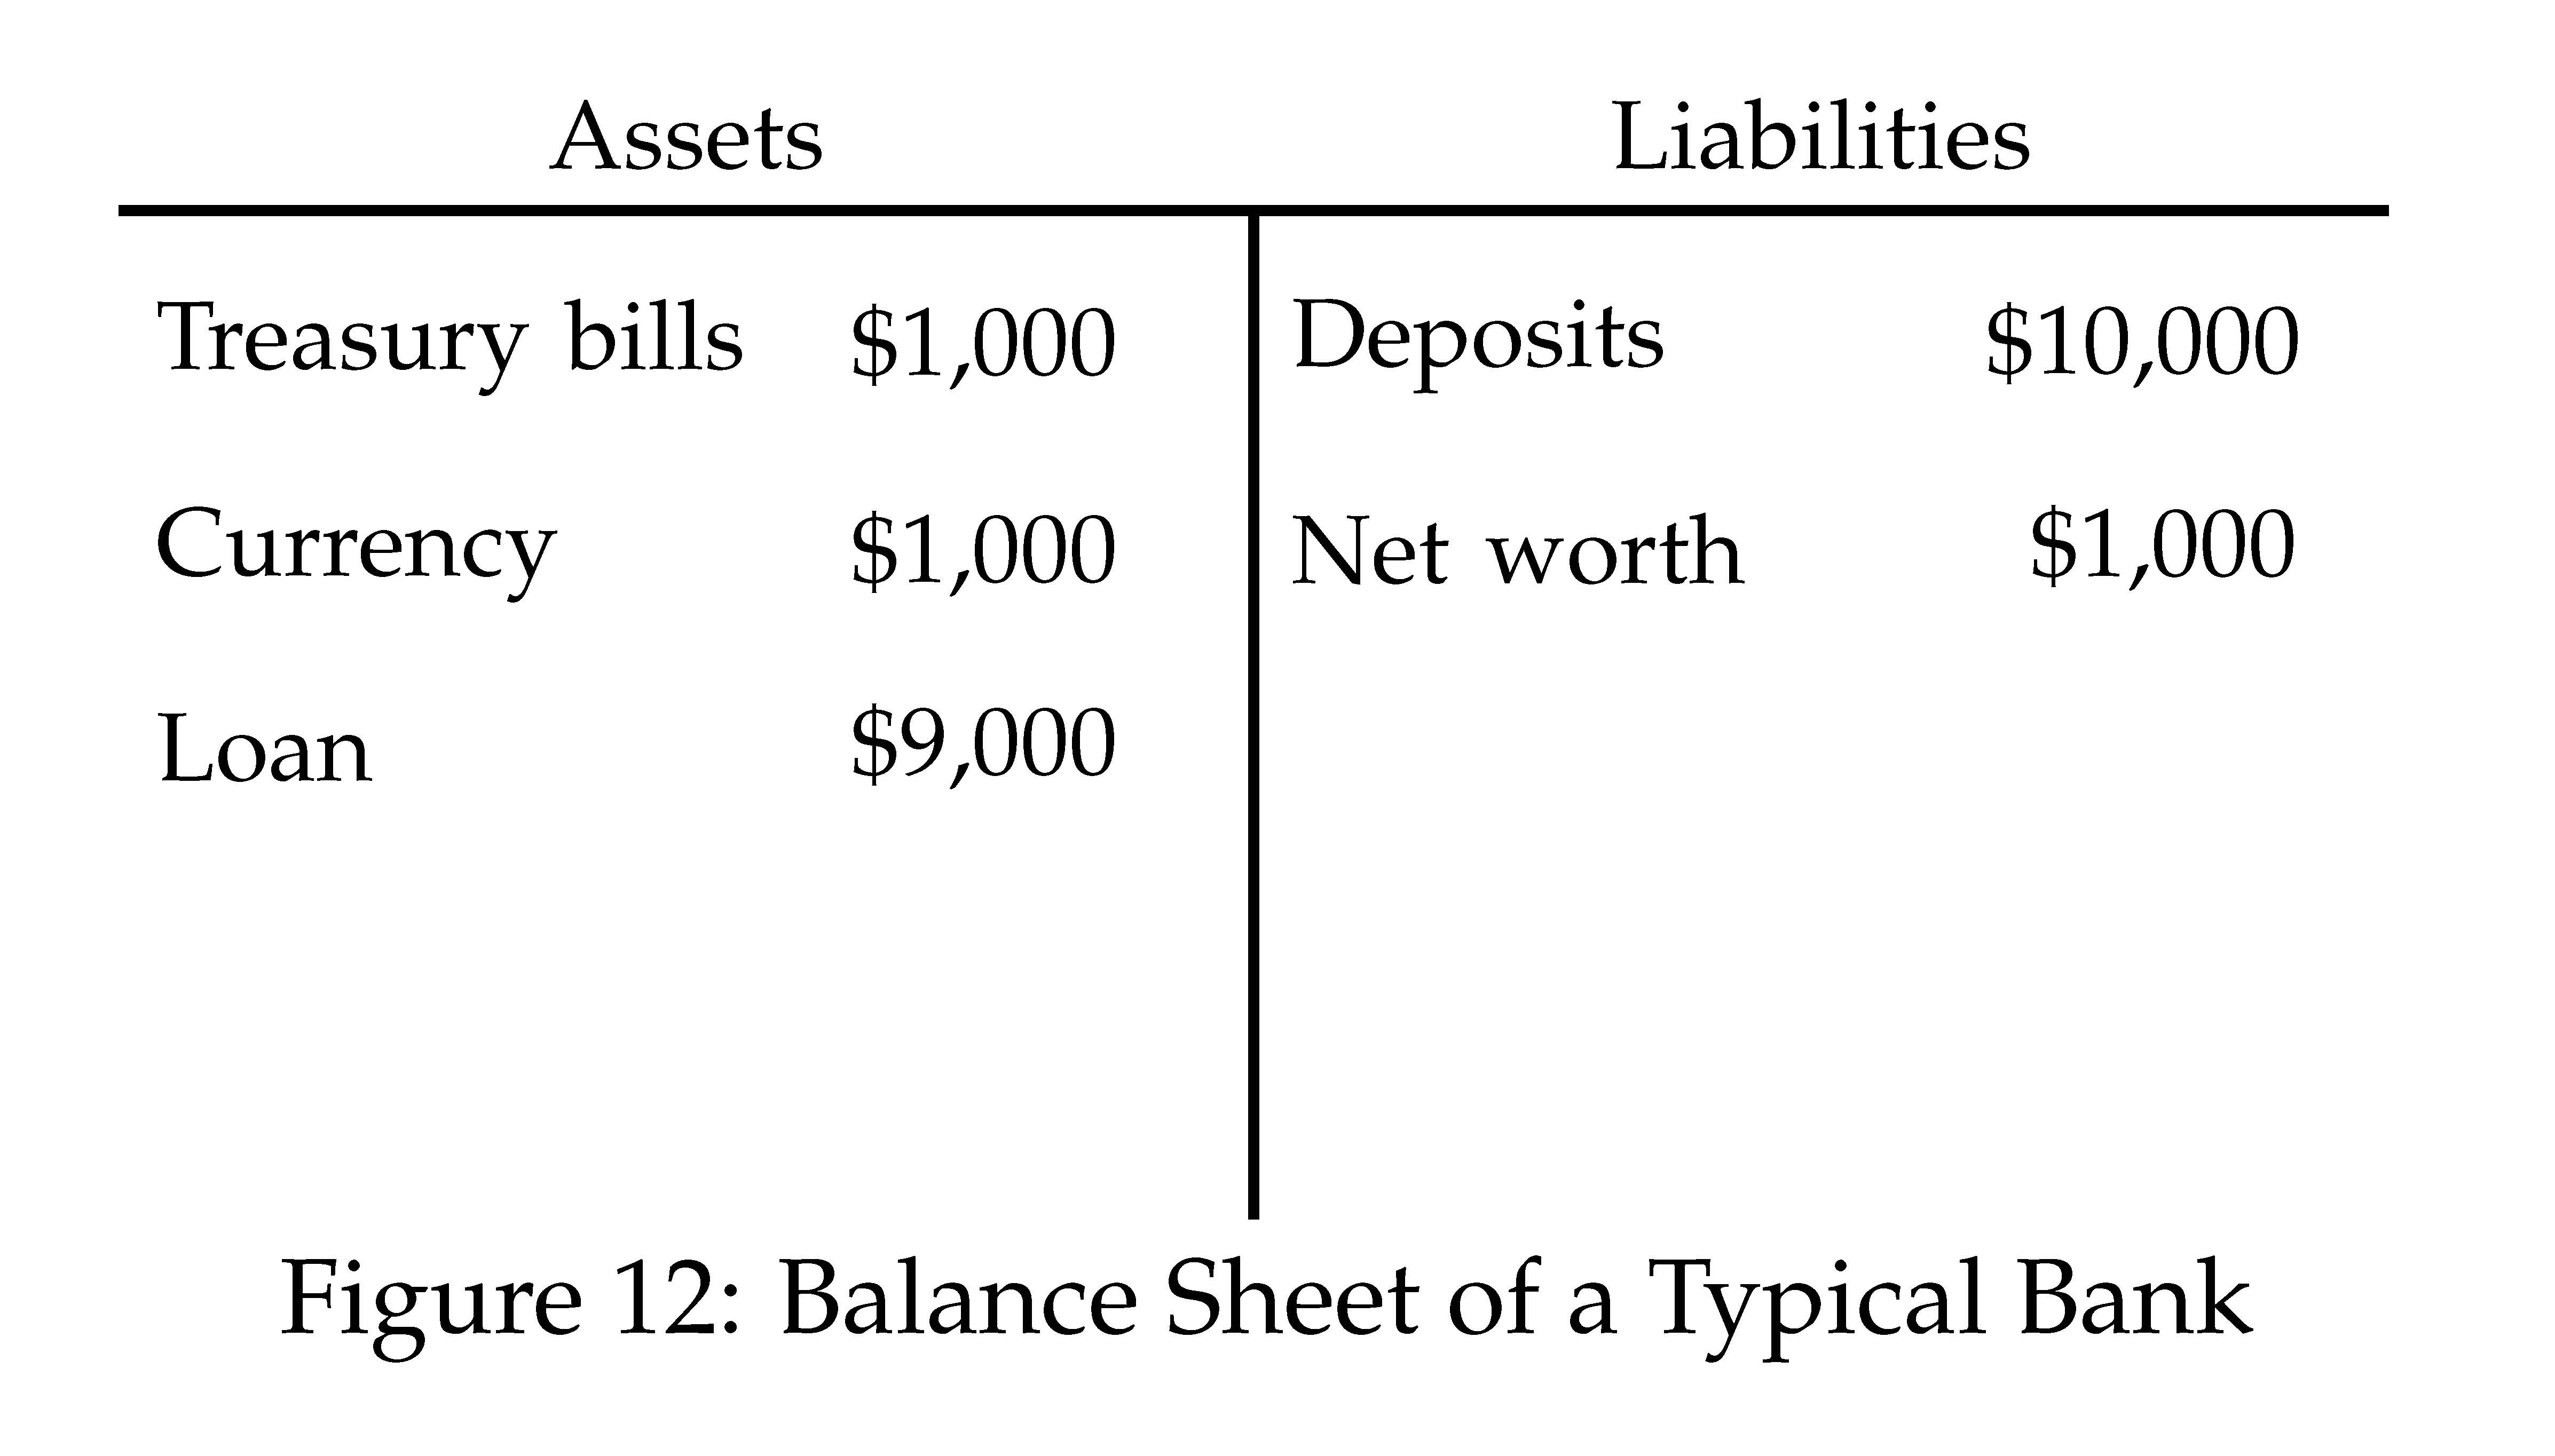 Assets Liabilities
Treasury bills $1,000 Deposits $10,000
Currency $1,000 Net worth $1,000
Loan $9,000
Figure 12: Balance Sheet of a Typical Bank